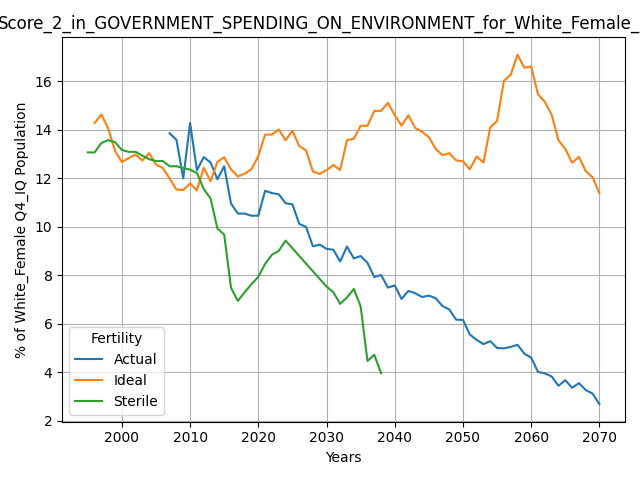 Score_2_in_GOVERNMENT_SPENDING_ON_ENVIRONMENT_for_White_Female_
% of White_Female Q4_IQ Population
16
14
12
10
8
6
4
2
Fertility
Actual
Ideal
Sterile
2000 2010 2020 2030 2040 2050 2060 2070
Years